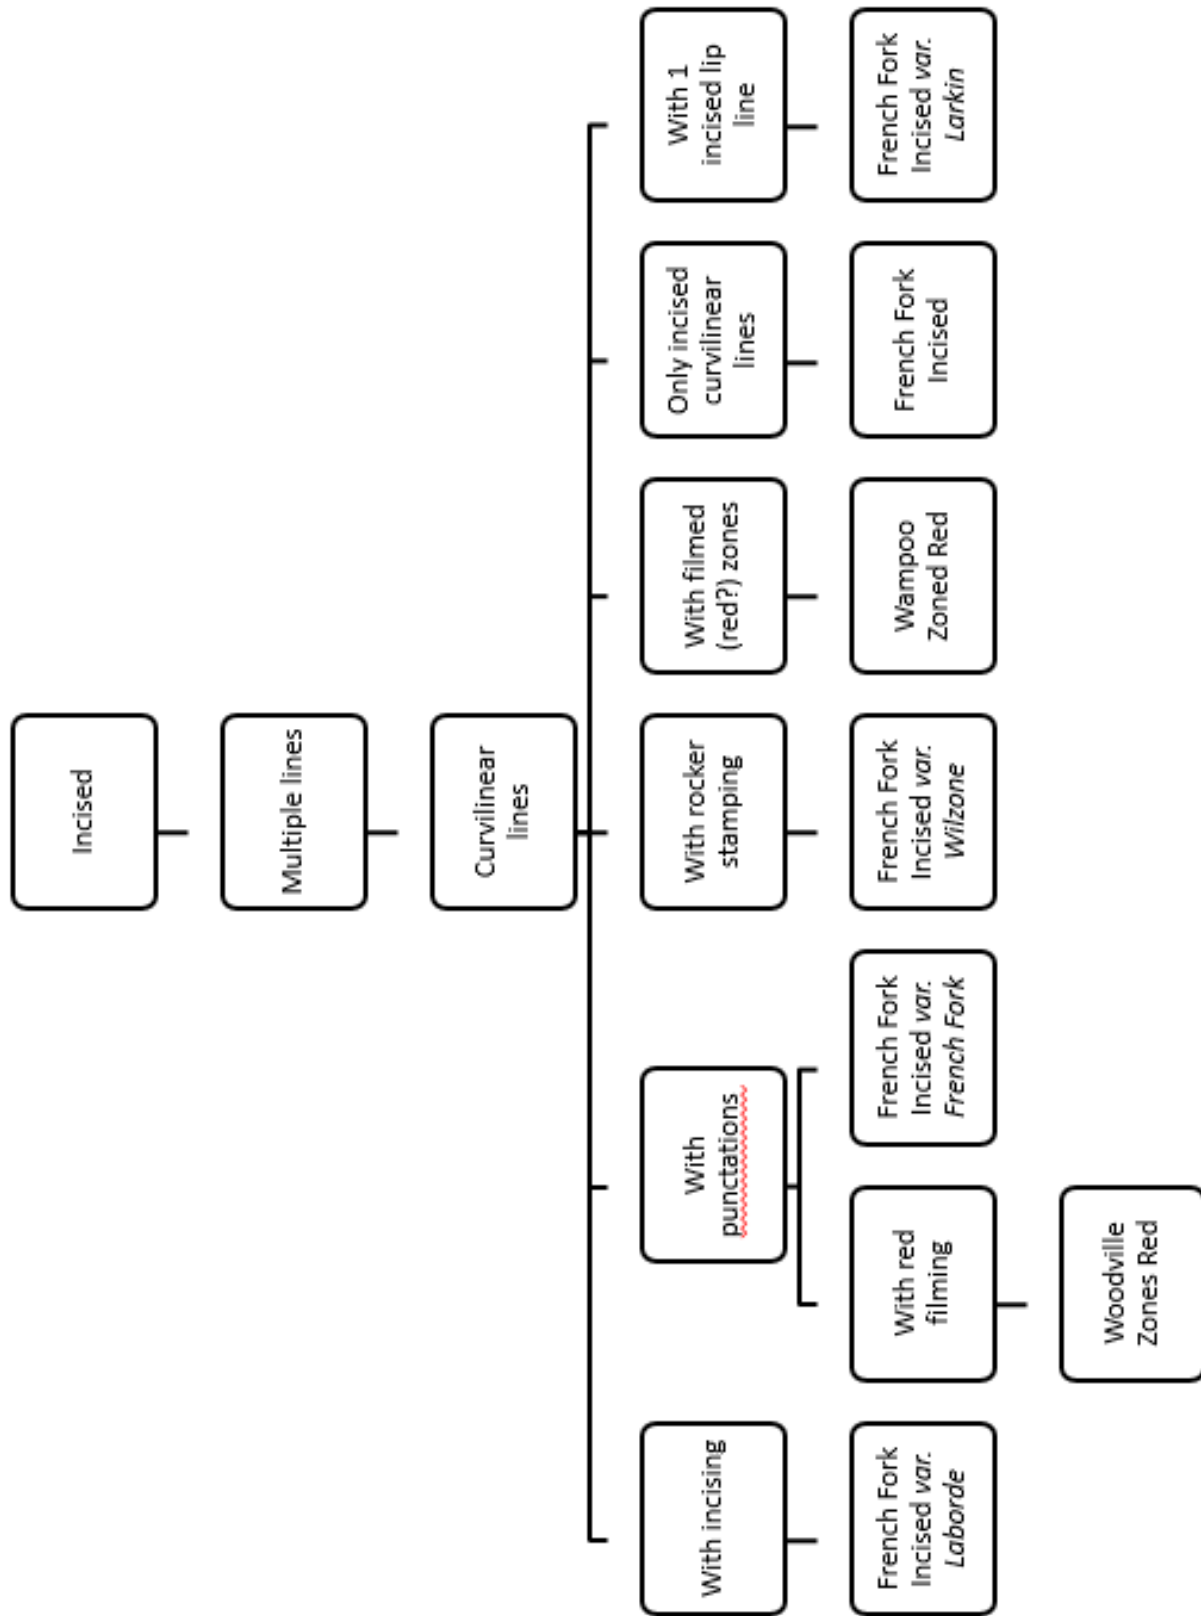 Incised
Multiple lines
Curvilinear
lines
With 1
incised lip
line
Only incised
curvilinear
lines
With filmed
(red?) zones
With rocker
stamping
With
punctations
With incising
French Fork
Incised var.
Larkin
French Fork
Incised
Wampoo
Zoned Red
French Fork
Incised var.
Wilzone
French Fork
Incised var.
French Fork
With red
filming
French Fork
Incised var.
Laborde
Woodville
Zones Red